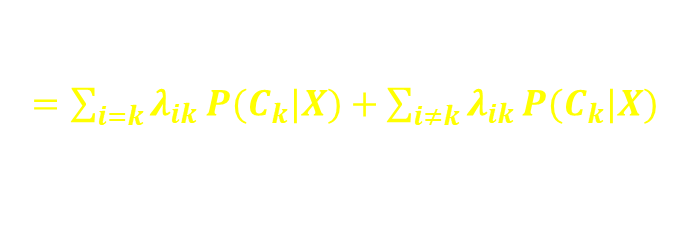 = ∑_{i=k} λ_{ik} P(C_k|X) + ∑_{i≠k} λ_{ik} P(C_k|X)